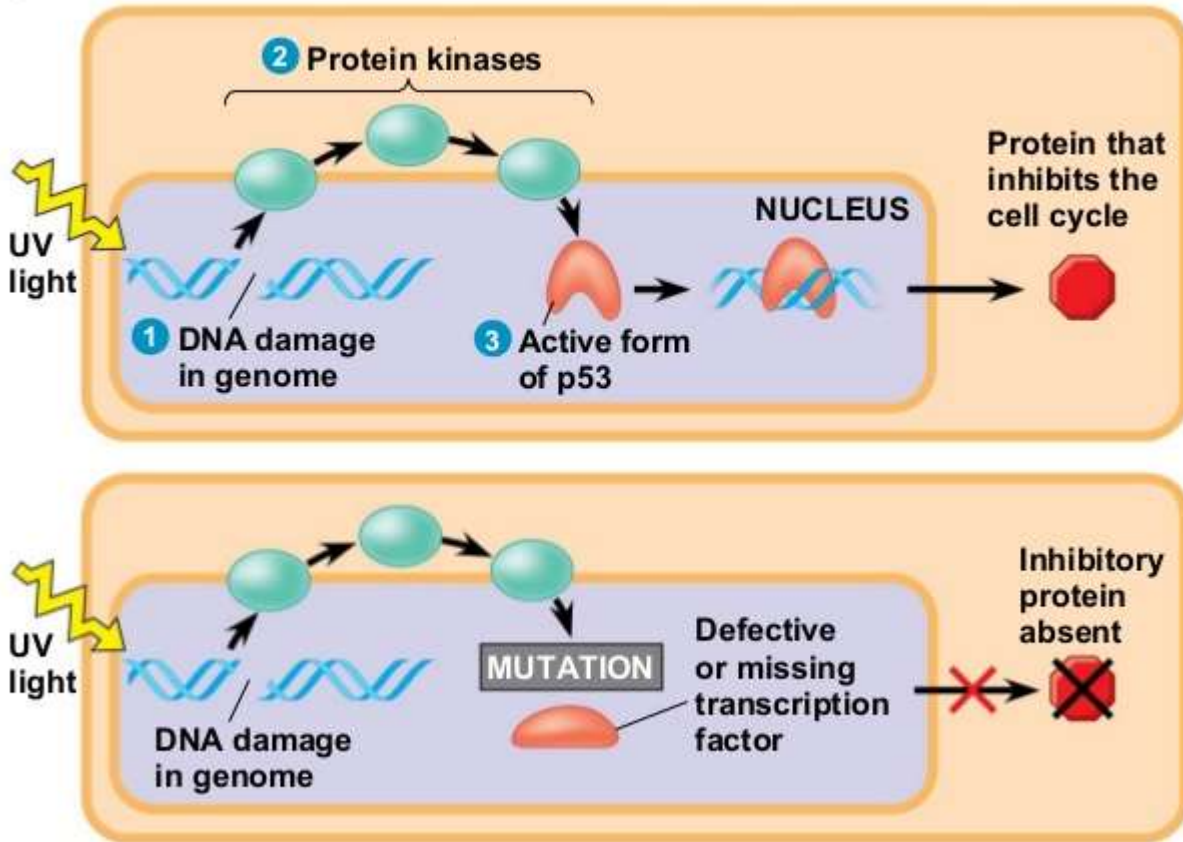 2 Protein kinases
UV
light
NUCLEUS
Protein that
inhibits the
cell cycle
1 DNA damage
in genome
3 Active form
of p53
UV
light
DNA damage
in genome
MUTATION
Defective
or missing
transcription
factor
Inhibitory
protein
absent